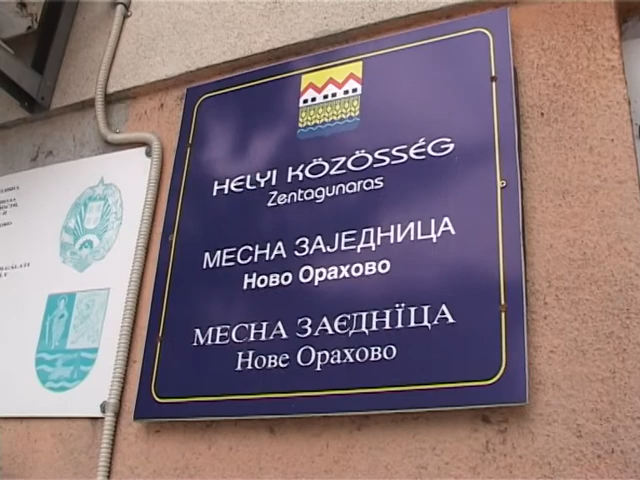 HELYI KÖZÖSSÉG
Zentagunaras
МЕСНА ЗАЈЕДНИЦА
Ново Орахово
МЕСНА ЗАЄДНЇЦА
Нове Орахово